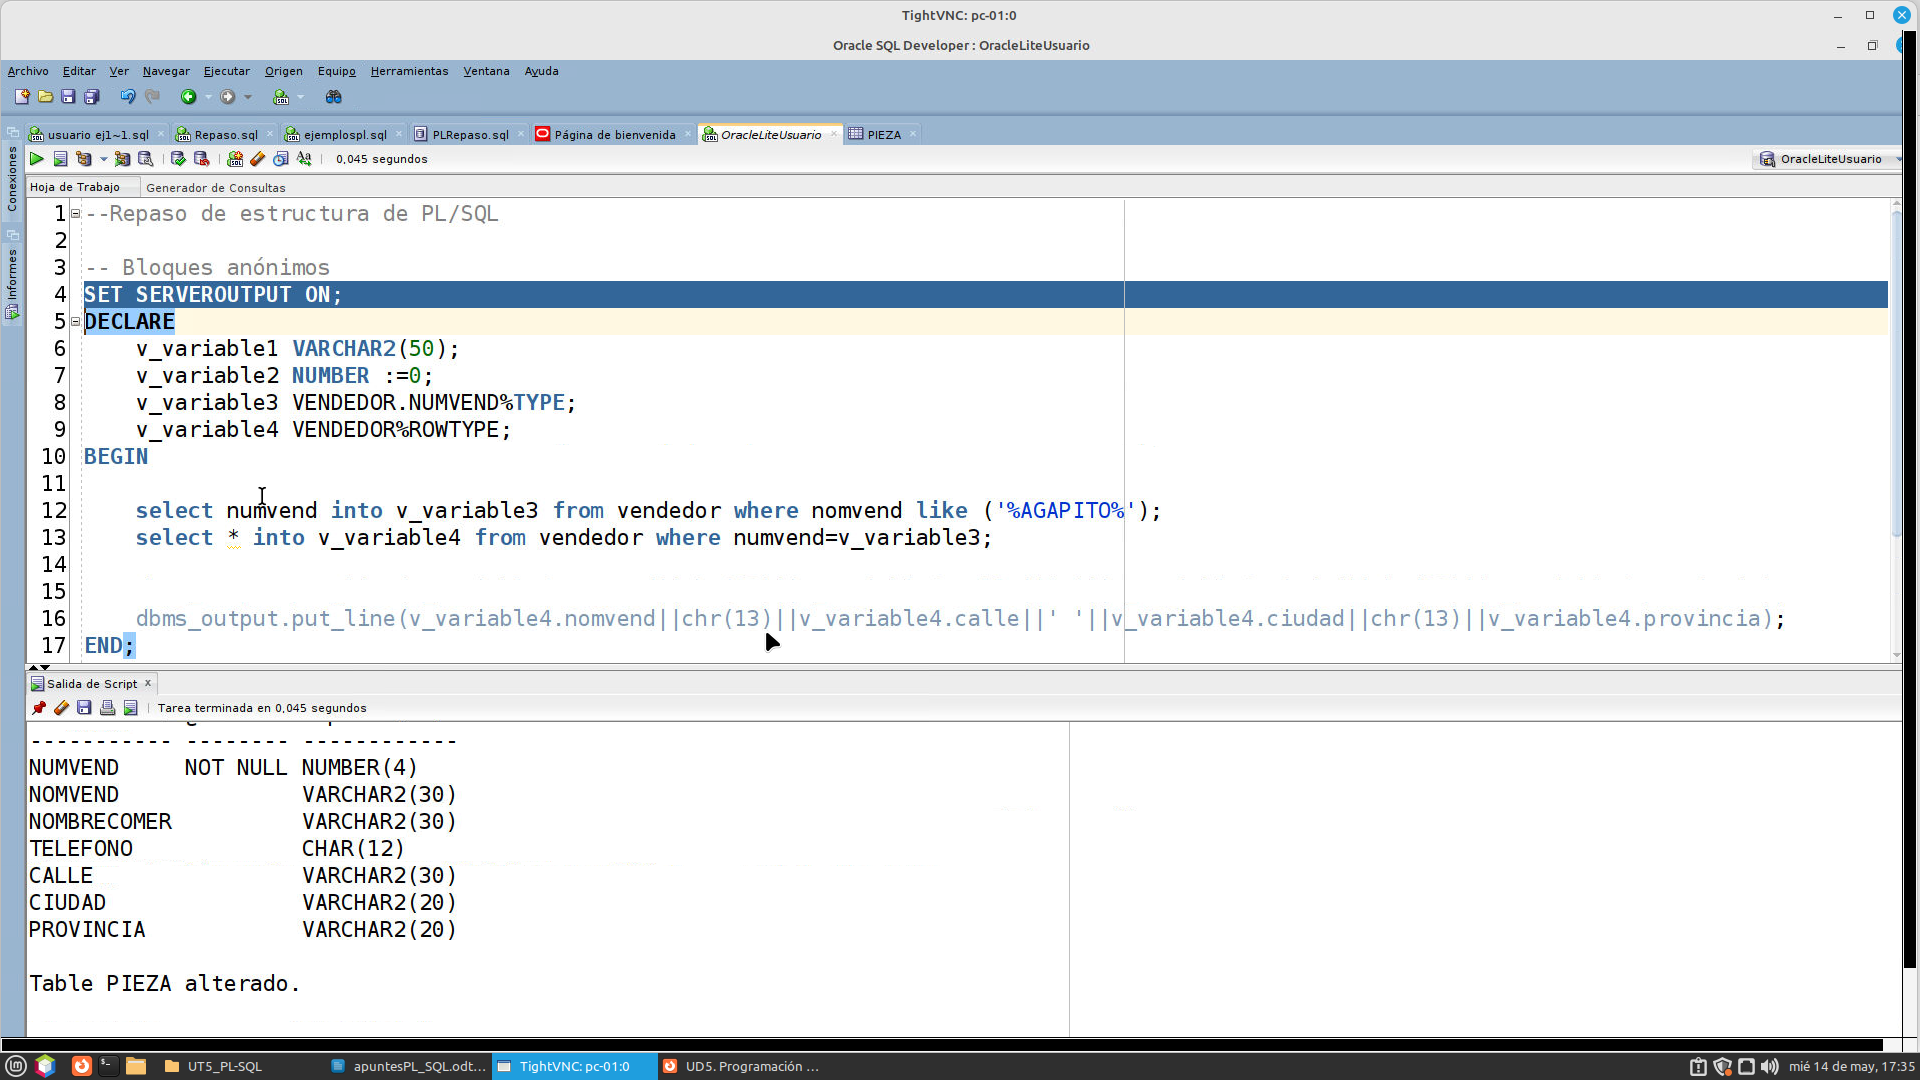 TightVNC: pc-01:0
Oracle SQL Developer : OracleLiteUsuario
Archivo Editar Ver Navegar Ejecutar Origen Equipo Herramientas Ventana Ayuda
usuario ej1~1.sql Repaso.sql ejemplospl.sql PLRepaso.sql Página de bienvenida OracleLiteUsuario PIEZA
0,045 segundos
OracleLiteUsuario
Conexiones
Informes
Hoja de Trabajo Generador de Consultas
1 --Repaso de estructura de PL/SQL
2
3 -- Bloques anónimos
4 SET SERVEROUTPUT ON;
5 DECLARE
6 v_variable1 VARCHAR2(50);
7 v_variable2 NUMBER :=0;
8 v_variable3 VENDEDOR.NUMVEND%TYPE;
9 v_variable4 VENDEDOR%ROWTYPE;
10 BEGIN
11
12 select numvend into v_variable3 from vendedor where nomvend like ('%AGAPITO%');
13 select * into v_variable4 from vendedor where numvend=v_variable3;
14
15
16 dbms_output.put_line(v_variable4.nomvend||chr(13)||v_variable4.calle||' '||v_variable4.ciudad||chr(13)||v_variable4.provincia);
17 END;
Salida de Script x
Tarea terminada en 0,045 segundos
----------- -------- ------------
NUMVEND NOT NULL NUMBER(4)
NOMVEND VARCHAR2(30)
NOMBRECOMER VARCHAR2(30)
TELEFONO CHAR(12)
CALLE VARCHAR2(30)
CIUDAD VARCHAR2(20)
PROVINCIA VARCHAR2(20)
Table PIEZA alterado.
UT5_PL-SQL apuntesPL_SQL.odt... TightVNC: pc-01:0 UD5. Programación ... mié 14 de may, 17:35